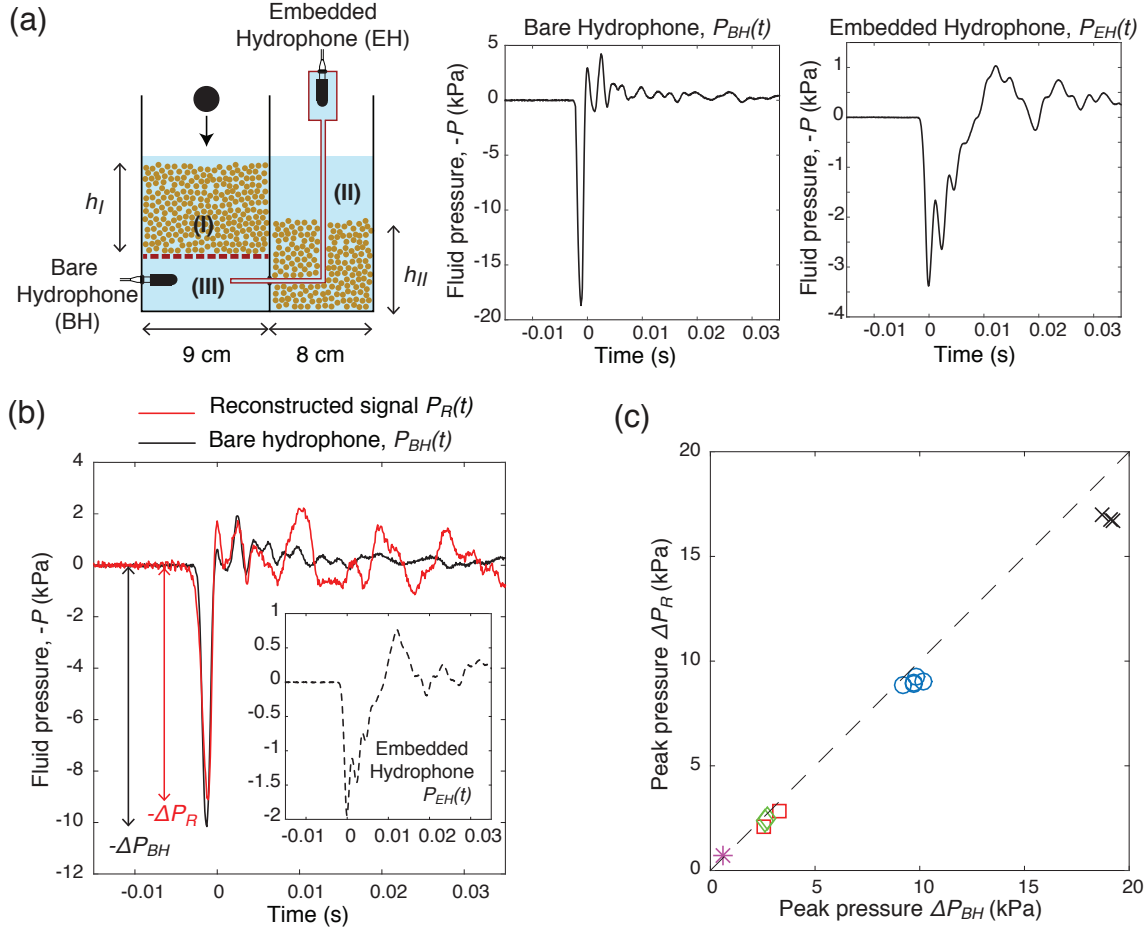 (a)
Embedded
Hydrophone (EH)
h_I
(I)
(II)
(III)
h_II
Bare
Hydrophone
(BH)
9 cm
8 cm
Bare Hydrophone, P_BH(t)
Fluid pressure, -P (kPa)
5
0
-5
-10
-15
-20
-0.01
0
0.01
0.02
0.03
Time (s)
Embedded Hydrophone, P_EH(t)
Fluid pressure, -P (kPa)
1
0
-1
-2
-3
-4
-0.01
0
0.01
0.02
0.03
Time (s)
(b)
Reconstructed signal P_R(t)
Bare hydrophone, P_BH(t)
Fluid pressure, -P (kPa)
4
2
0
-2
-4
-6
-8
-10
-12
-ΔP_R
-ΔP_BH
-0.01
0
0.01
0.02
0.03
Time (s)
1
0.5
0
-0.5
-1
-1.5
-2
Embedded
Hydrophone
P_EH(t)
-0.01
0
0.01
0.02
0.03
(c)
Peak pressure ΔP_R (kPa)
20
15
10
5
0
0
5
10
15
20
Peak pressure ΔP_BH (kPa)